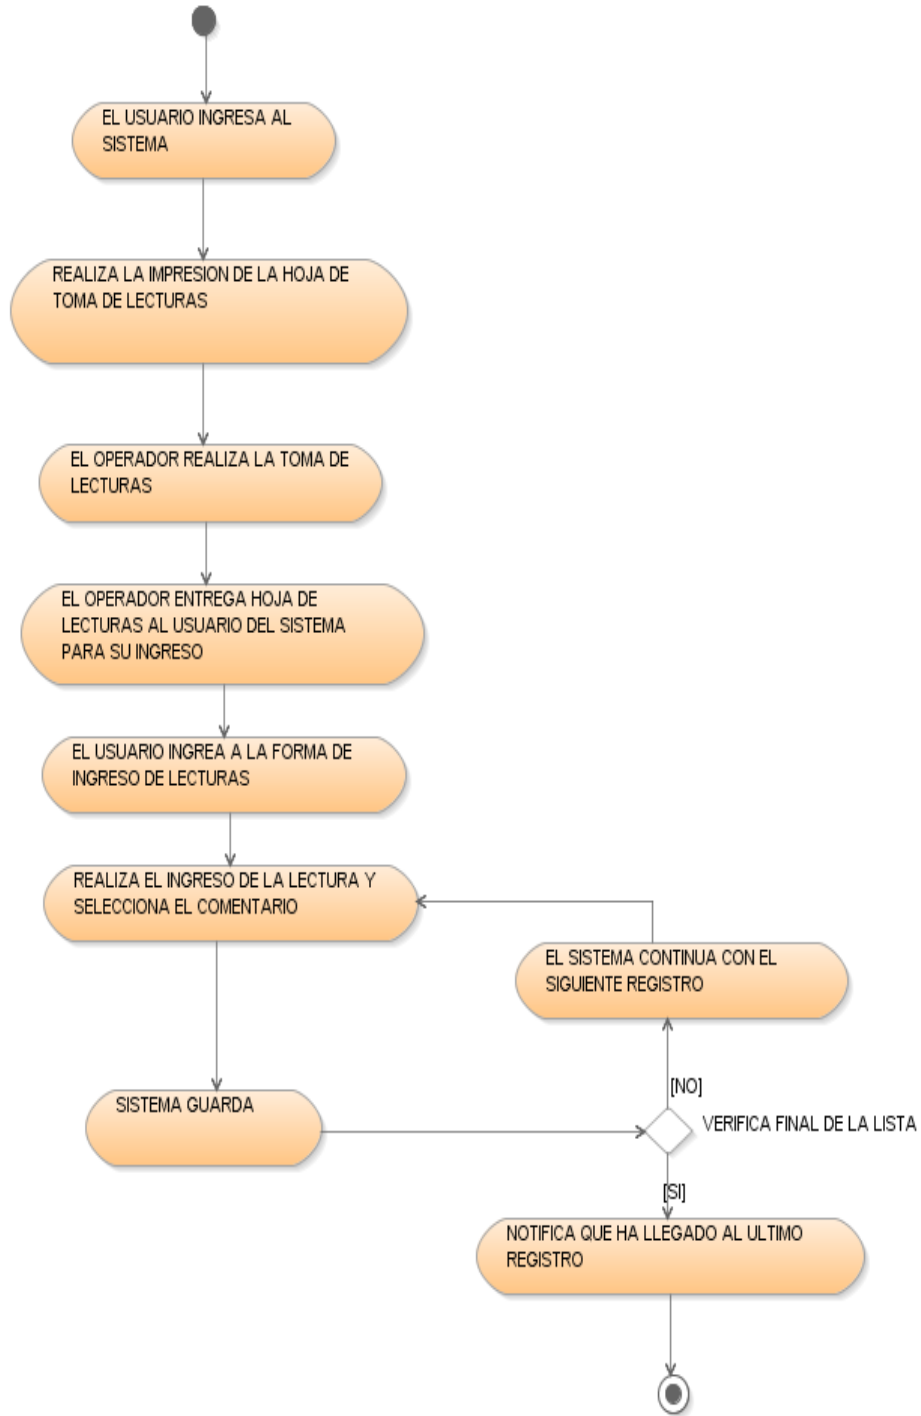 EL USUARIO INGRESA AL
SISTEMA
REALIZA LA IMPRESION DE LA HOJA DE
TOMA DE LECTURAS
EL OPERADOR REALIZA LA TOMA DE
LECTURAS
EL OPERADOR ENTREGA HOJA DE
LECTURAS AL USUARIO DEL SISTEMA
PARA SU INGRESO
EL USUARIO INGREA A LA FORMA DE
INGRESO DE LECTURAS
REALIZA EL INGRESO DE LA LECTURA Y
SELECCIONA EL COMENTARIO
EL SISTEMA CONTINUA CON EL
SIGUIENTE REGISTRO
[NO]
SISTEMA GUARDA
VERIFICA FINAL DE LA LISTA
[SI]
NOTIFICA QUE HA LLEGADO AL ULTIMO
REGISTRO